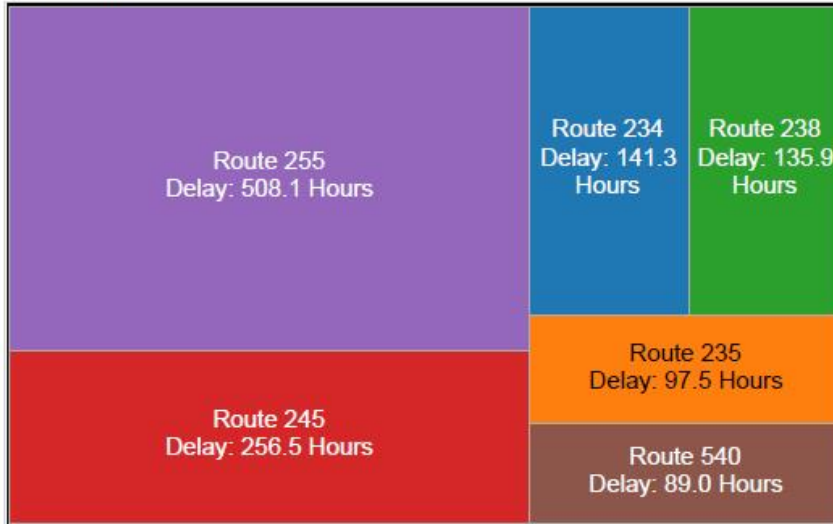 Route 255
Delay: 508.1 Hours
Route 234
Delay: 141.3
Hours
Route 238
Delay: 135.9
Hours
Route 245
Delay: 256.5 Hours
Route 235
Delay: 97.5 Hours
Route 540
Delay: 89.0 Hours